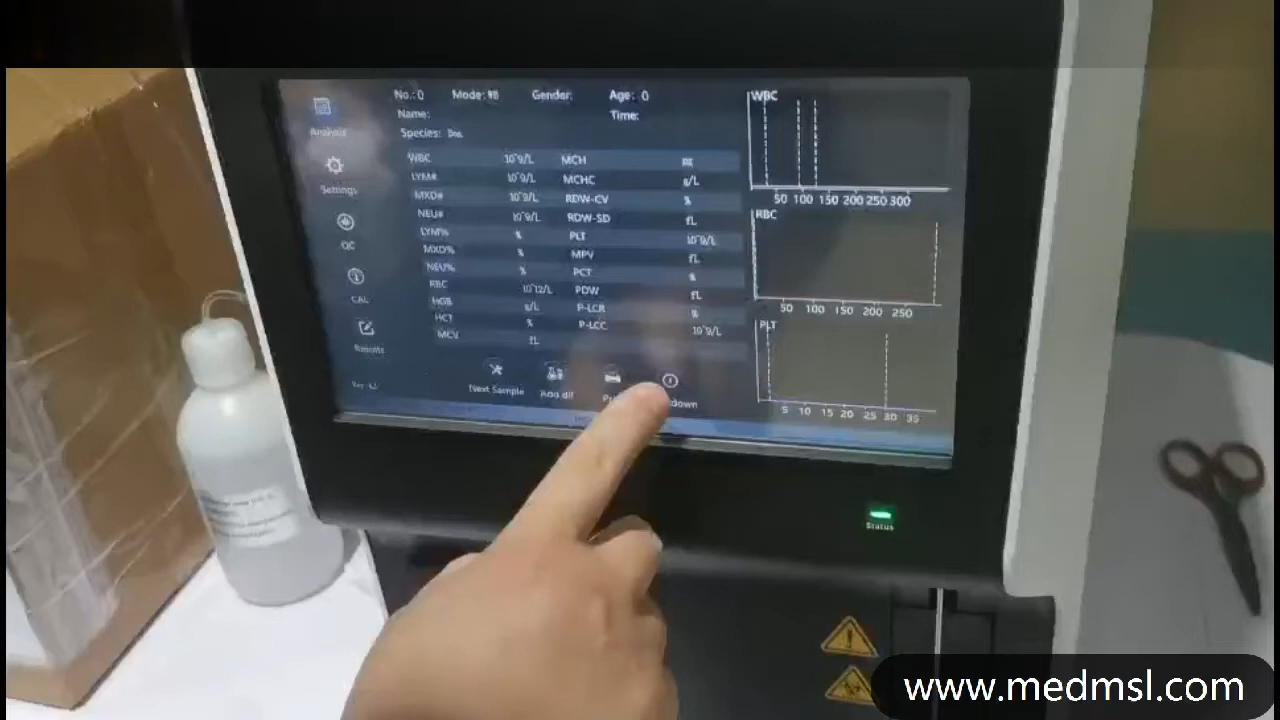 No.: 0 Mode: WB Gender: Age: 0
Name: Time:
Species: Dog
Analysis
Settings
QC
CAL
Results
WBC 10^9/L MCH pg
LYM# 10^9/L MCHC g/L
MXD# 10^9/L RDW-CV %
NEU# 10^9/L RDW-SD fL
LYM% % PLT 10^9/L
MXD% % MPV fL
NEU% % PCT %
RBC 10^12/L PDW fL
HGB g/L P-LCR %
HCT % P-LCC 10^9/L
MCV fL
Next Sample Add dil down
WBC
50 100 150 200 250 300
RBC
50 100 150 200 250
PLT
5 10 15 20 25 30 35
Status
www.medmsl.com